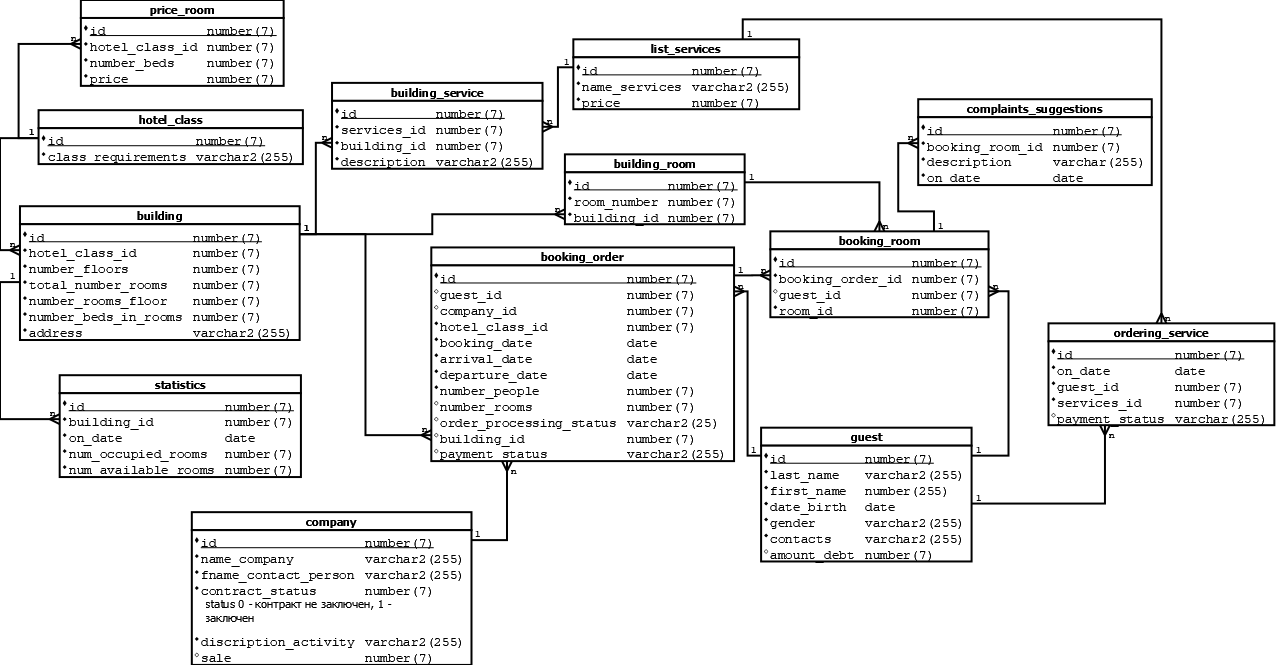 price_room
id number(7)
hotel_class_id number(7)
number_beds number(7)
price number(7)
hotel_class
id number(7)
class_requirements varchar2(255)
building
id number(7)
hotel_class_id number(7)
number_floors number(7)
total_number_rooms number(7)
number_rooms_floor number(7)
number_beds_in_rooms number(7)
address varchar2(255)
statistics
id number(7)
building_id number(7)
on_date date
num_occupied_rooms number(7)
num_available_rooms number(7)
building_service
id number(7)
services_id number(7)
building_id number(7)
description varchar2(255)
list_services
id number(7)
name_services varchar2(255)
price number(7)
building_room
id number(7)
room_number number(7)
building_id number(7)
complaints_suggestions
id number(7)
booking_room_id number(7)
description varchar(255)
on_date date
booking_room
id number(7)
booking_order_id number(7)
guest_id number(7)
room_id number(7)
booking_order
id number(7)
guest_id number(7)
company_id number(7)
hotel_class_id number(7)
booking_date date
arrival_date date
departure_date date
number_people number(7)
number_rooms number(7)
order_processing_status varchar2(25)
building_id number(7)
payment_status varchar2(255)
ordering_service
id number(7)
on_date date
guest_id number(7)
services_id number(7)
payment_status varchar(255)
guest
id number(7)
last_name varchar2(255)
first_name number(255)
date_birth date
gender varchar2(255)
contacts varchar2(255)
amount_debt number(7)
company
id number(7)
name_company varchar2(255)
fname_contact_person varchar2(255)
contract_status number(7)
status 0 - контракт не заключен, 1 -
заключен
discription_activity varchar2(255)
sale number(7)
n
1
n
1
1
n
n
1
n
1
n
1
n
n
1
1
n
n
n
n
1
1
1
n
n
1